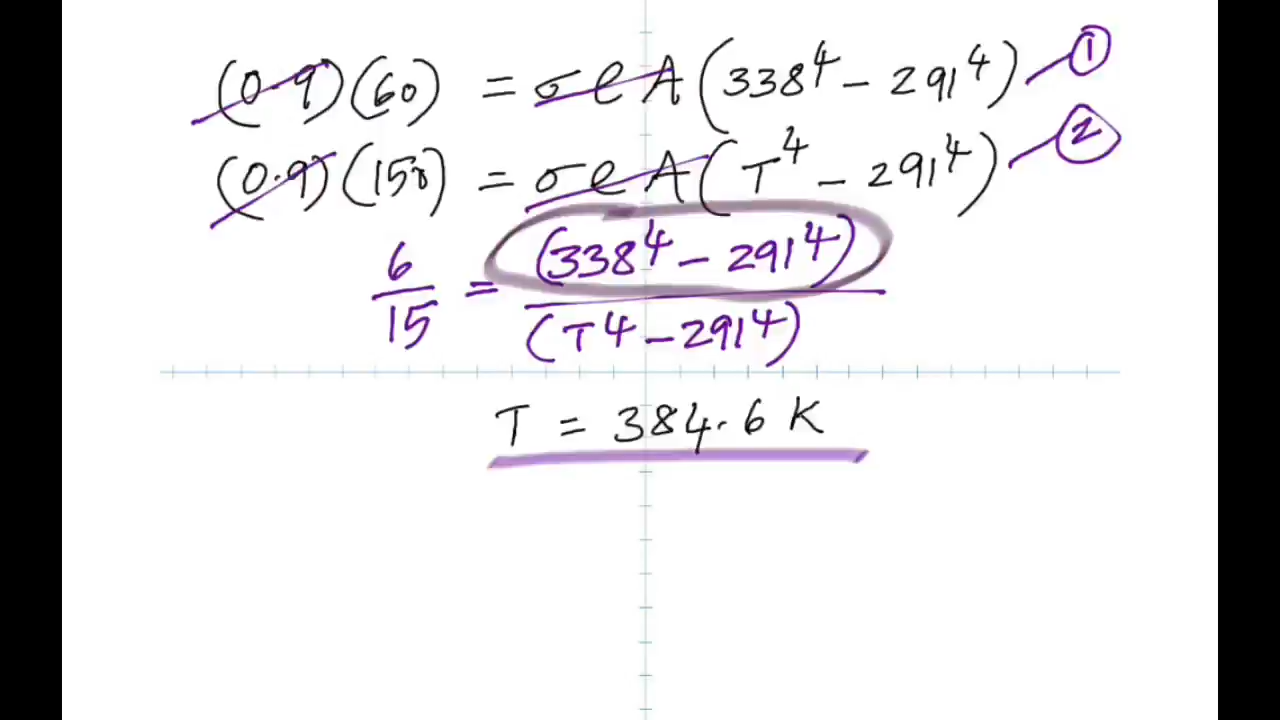 (0.9)(60) = σeA(338⁴ − 291⁴) ①
(0.9)(150) = σeA(T⁴ − 291⁴) ②
6/15 = (338⁴ − 291⁴)/(T⁴ − 291⁴)
T = 384.6 K